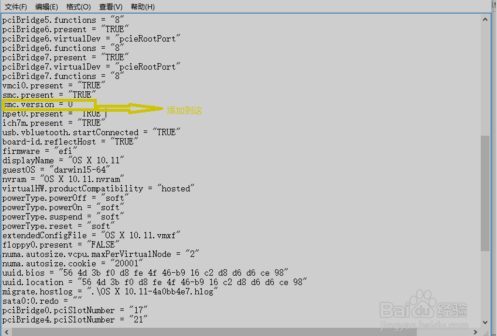 文件(F) 编辑(E) 格式(O) 查看(V) 帮助(H)
pciBridge5.functions = "8"
pciBridge6.present = "TRUE"
pciBridge6.virtualDev = "pcieRootPort"
pciBridge6.functions = "8"
pciBridge7.present = "TRUE"
pciBridge7.virtualDev = "pcieRootPort"
pciBridge7.functions = "8"
vmci0.present = "TRUE"
smc.present = "TRUE"
smc.version = 0
添加到这
hpet0.present = "TRUE"
ich7m.present = "TRUE"
usb.vbluetooth.startConnected = "TRUE"
board-id.reflectHost = "TRUE"
firmware = "efi"
displayName = "OS X 10.11"
guestOS = "darwin15-64"
nvram = "OS X 10.11.nvram"
virtualHW.productCompatibility = "hosted"
powerType.powerOff = "soft"
powerType.powerOn = "soft"
powerType.suspend = "soft"
powerType.reset = "soft"
extendedConfigFile = "OS X 10.11.vmxf"
floppy0.present = "FALSE"
numa.autosize.vcpu.maxPerVirtualNode = "2"
numa.autosize.cookie = "20001"
uuid.bios = "56 4d 3b f0 d8 fe 4f 46-b9 16 c2 d8 d6 d6 ce 98"
uuid.location = "56 4d 3b f0 d8 fe 4f 46-b9 16 c2 d8 d6 d6 ce 98"
migrate.hostlog = ".\OS X 10.11-4a0bb4e7.hlog"
sata0:0.redo = ""
pciBridge0.pciSlotNumber = "17"
pciBridge4.pciSlotNumber = "21"
Baidu 经验